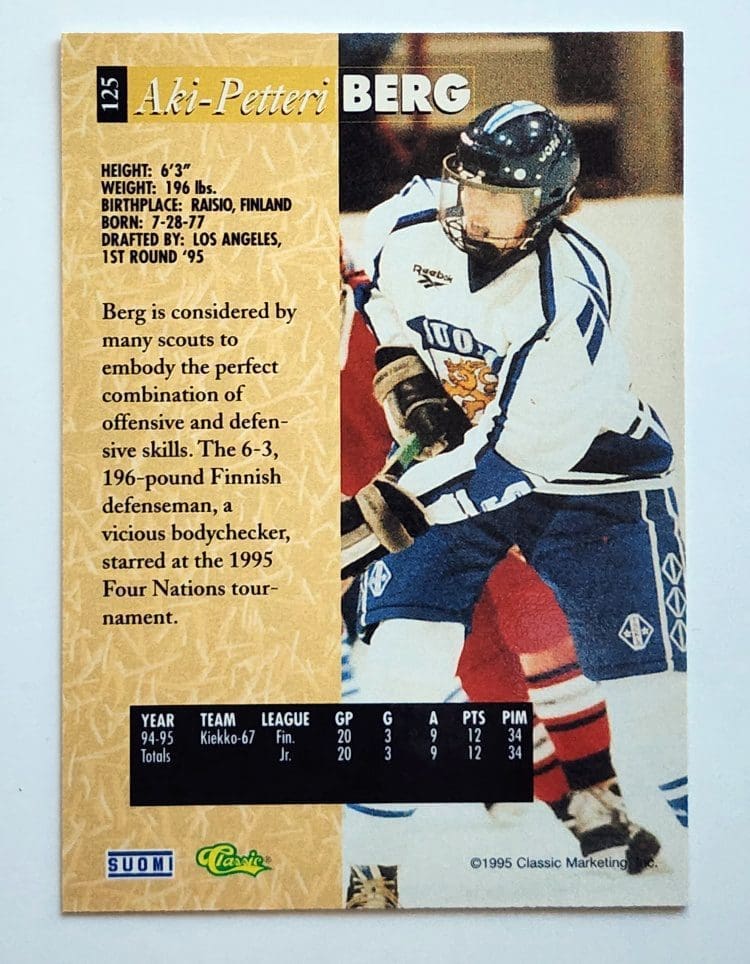 125 Aki-Petteri BERG
HEIGHT: 6'3"
WEIGHT: 196 lbs.
BIRTHPLACE: RAISIO, FINLAND
BORN: 7-28-77
DRAFTED BY: LOS ANGELES,
1ST ROUND '95
Berg is considered by
many scouts to
embody the perfect
combination of
offensive and defen-
sive skills. The 6-3,
196-pound Finnish
defenseman, a
vicious bodychecker,
starred at the 1995
Four Nations tour-
nament.
JOFA
Reebok
SUO
YEAR TEAM LEAGUE GP G A PTS PIM
94-95 Kiekko-67 Fin. 20 3 9 12 34
Totals Jr. 20 3 9 12 34
SUOMI Classic® ©1995 Classic Marketing, Inc.